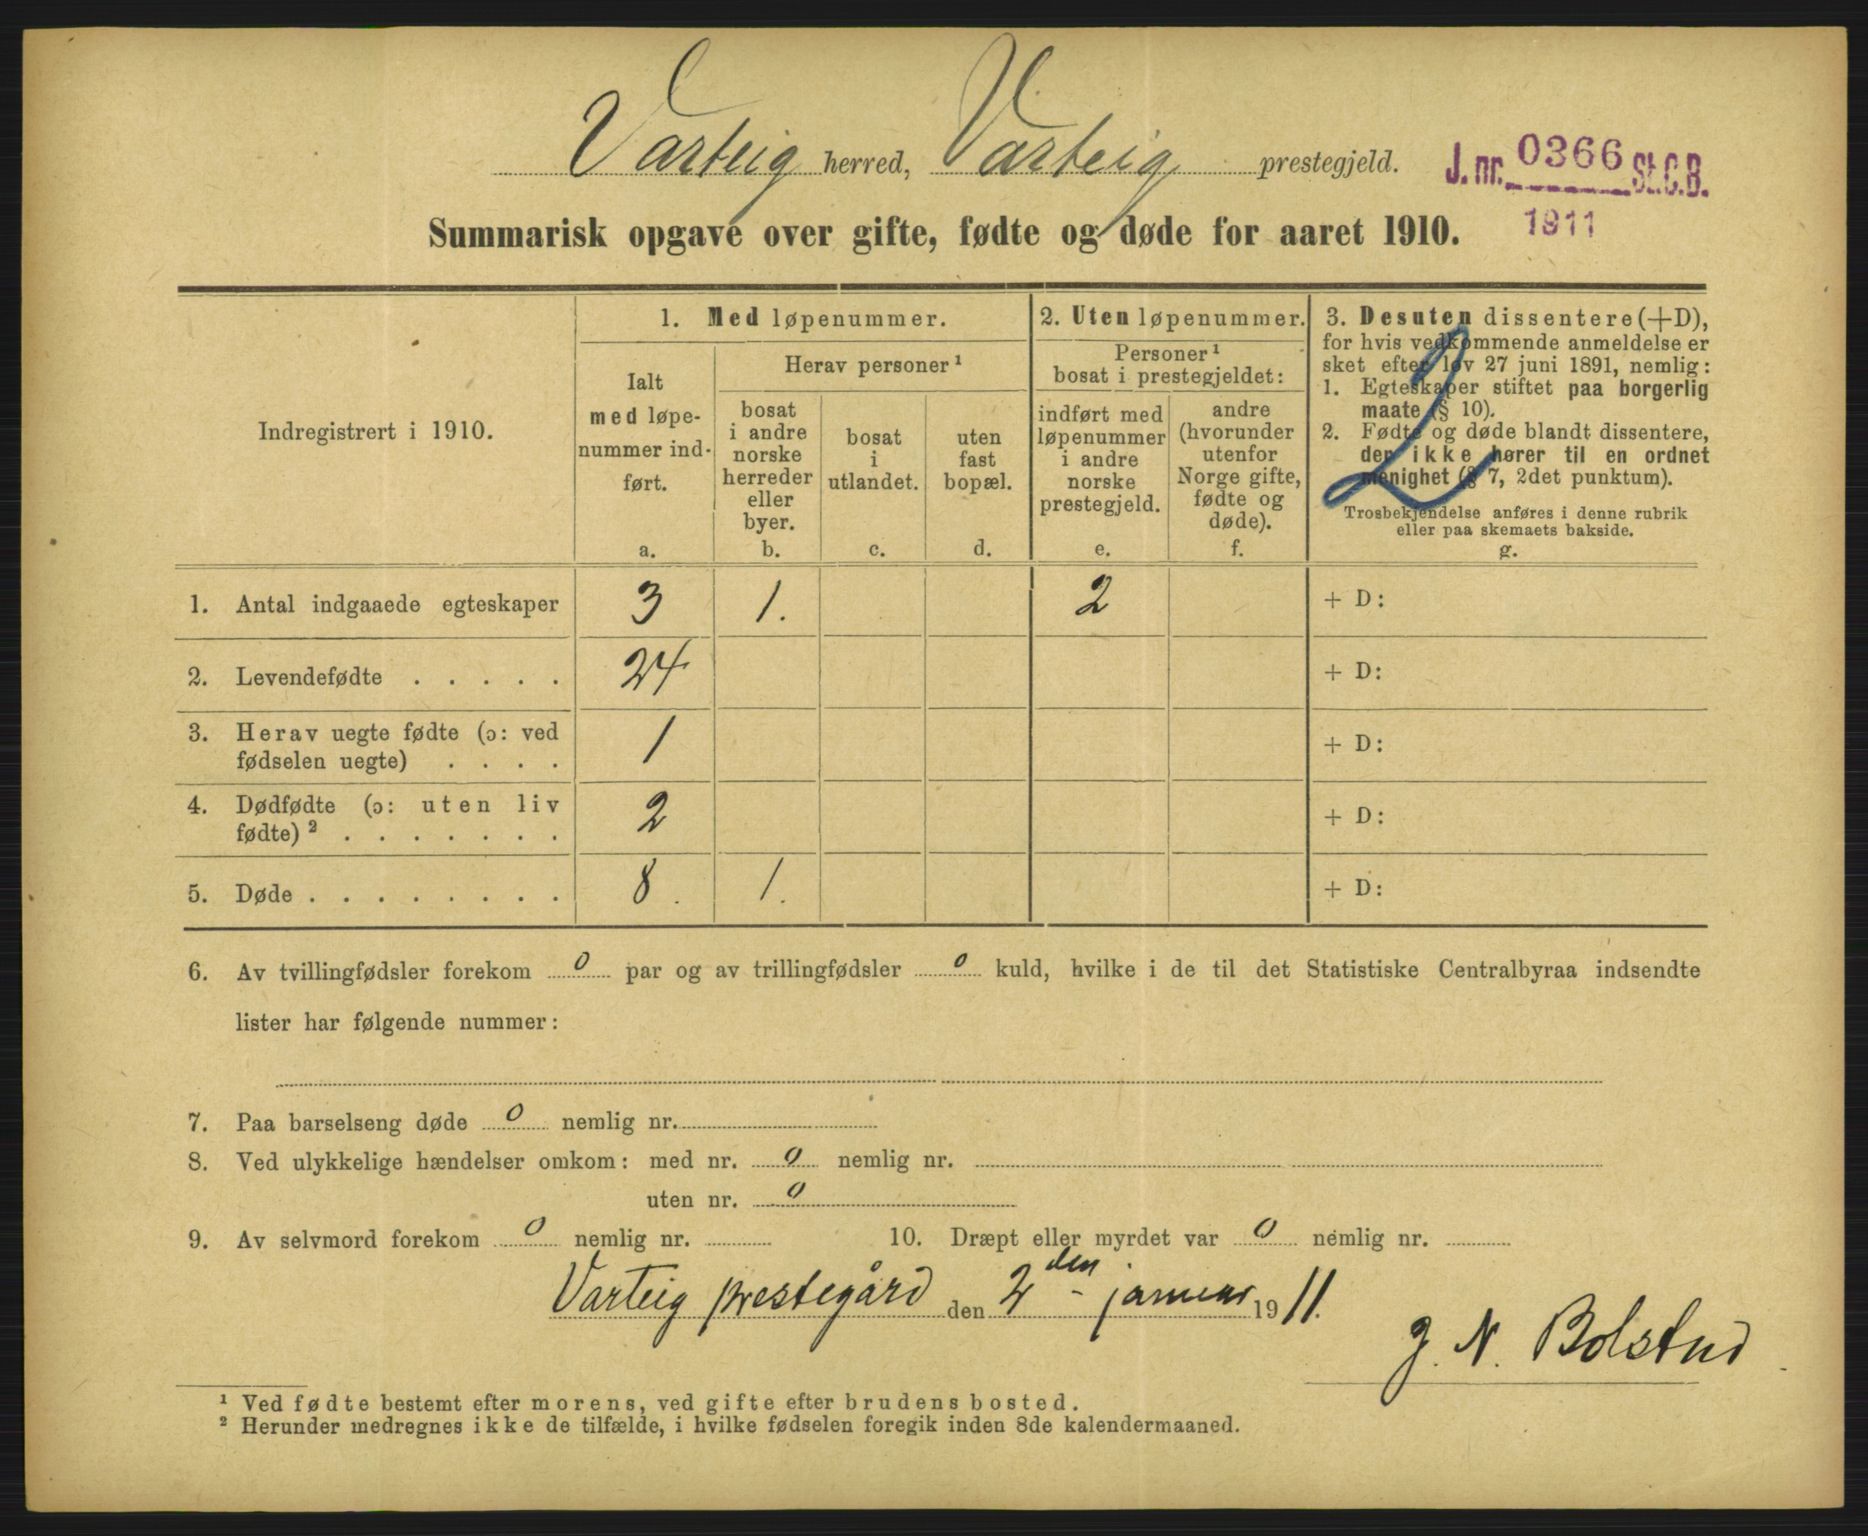 Varteig herred, Varteig prestegjeld.
J. nr. 0366 St.C.B.
1911
Summarisk opgave over gifte, fødte og døde for aaret 1910.
Indregistrert i 1910.
1. Med løpenummer.
Ialt
med løpe-
nummer ind-
ført.
a.
Herav personer ¹
bosat
i andre
norske
herreder
eller
byer.
b.
bosat
i
utlandet.
c.
uten
fast
bopæl.
d.
2. Uten løpenummer.
Personer ¹
bosat i prestegjeldet:
indført med
løpenummer
i andre
norske
prestegjeld.
e.
andre
(hvorunder
utenfor
Norge gifte,
fødte og
døde).
f.
3. Desuten dissentere (+D),
for hvis vedkommende anmeldelse er
sket efter lov 27 juni 1891, nemlig:
1. Egteskaper stiftet paa borgerlig
maate (§ 10).
2. Fødte og døde blandt dissentere,
der ikke hører til en ordnet
menighet (§ 7, 2det punktum).
Trosbekjendelse anføres i denne rubrik
eller paa skemaets bakside.
g.
2
1. Antal indgaaede egteskaper 3 1. 2 + D:
2. Levendefødte . . . . . 24 + D:
3. Herav uegte fødte (ɔ: ved
fødselen uegte) . . . . 1 + D:
4. Dødfødte (ɔ: uten liv
fødte) ² . . . . . . . 2 + D:
5. Døde . . . . . . . . 8. 1. + D:
6. Av tvillingfødsler forekom 0 par og av trillingfødsler 0 kuld, hvilke i de til det Statistiske Centralbyraa indsendte
lister har følgende nummer:
7. Paa barselseng døde 0 nemlig nr.
8. Ved ulykkelige hændelser omkom: med nr. 0 nemlig nr.
uten nr. 0
9. Av selvmord forekom 0 nemlig nr. 10. Dræpt eller myrdet var 0 nemlig nr.
Varteig prestegård den 2den januar 1911.
J. N. Bolstad
¹ Ved fødte bestemt efter morens, ved gifte efter brudens bosted.
² Herunder medregnes ikke de tilfælde, i hvilke fødselen foregik inden 8de kalendermaaned.